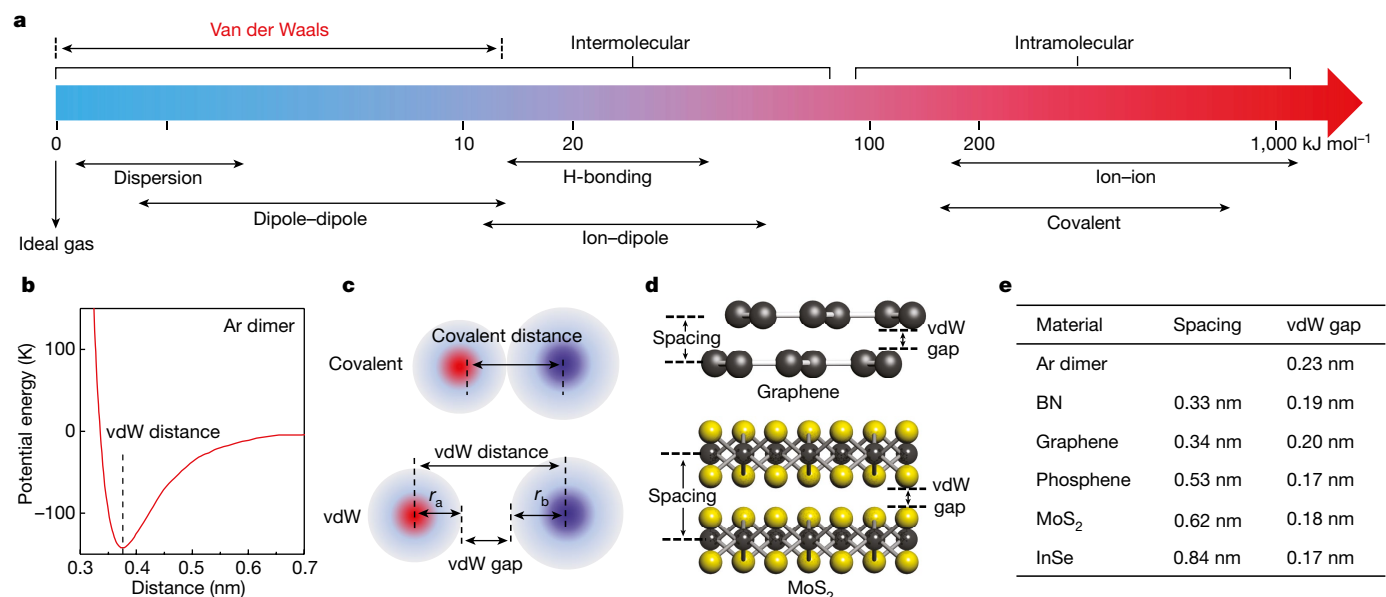 a
Van der Waals
Intermolecular
Intramolecular
0
10
20
100
200
1,000 kJ mol⁻¹
Dispersion
H-bonding
Ion–ion
Dipole–dipole
Ion–dipole
Covalent
Ideal gas
b
Ar dimer
Potential energy (K)
100
0
−100
vdW distance
0.3 0.4 0.5 0.6 0.7
Distance (nm)
c
Covalent
Covalent distance
vdW distance
vdW
rₐ
r_b
vdW gap
d
Spacing
vdW
gap
Graphene
Spacing
vdW
gap
MoS₂
e
Material Spacing vdW gap
Ar dimer 0.23 nm
BN 0.33 nm 0.19 nm
Graphene 0.34 nm 0.20 nm
Phosphene 0.53 nm 0.17 nm
MoS₂ 0.62 nm 0.18 nm
InSe 0.84 nm 0.17 nm